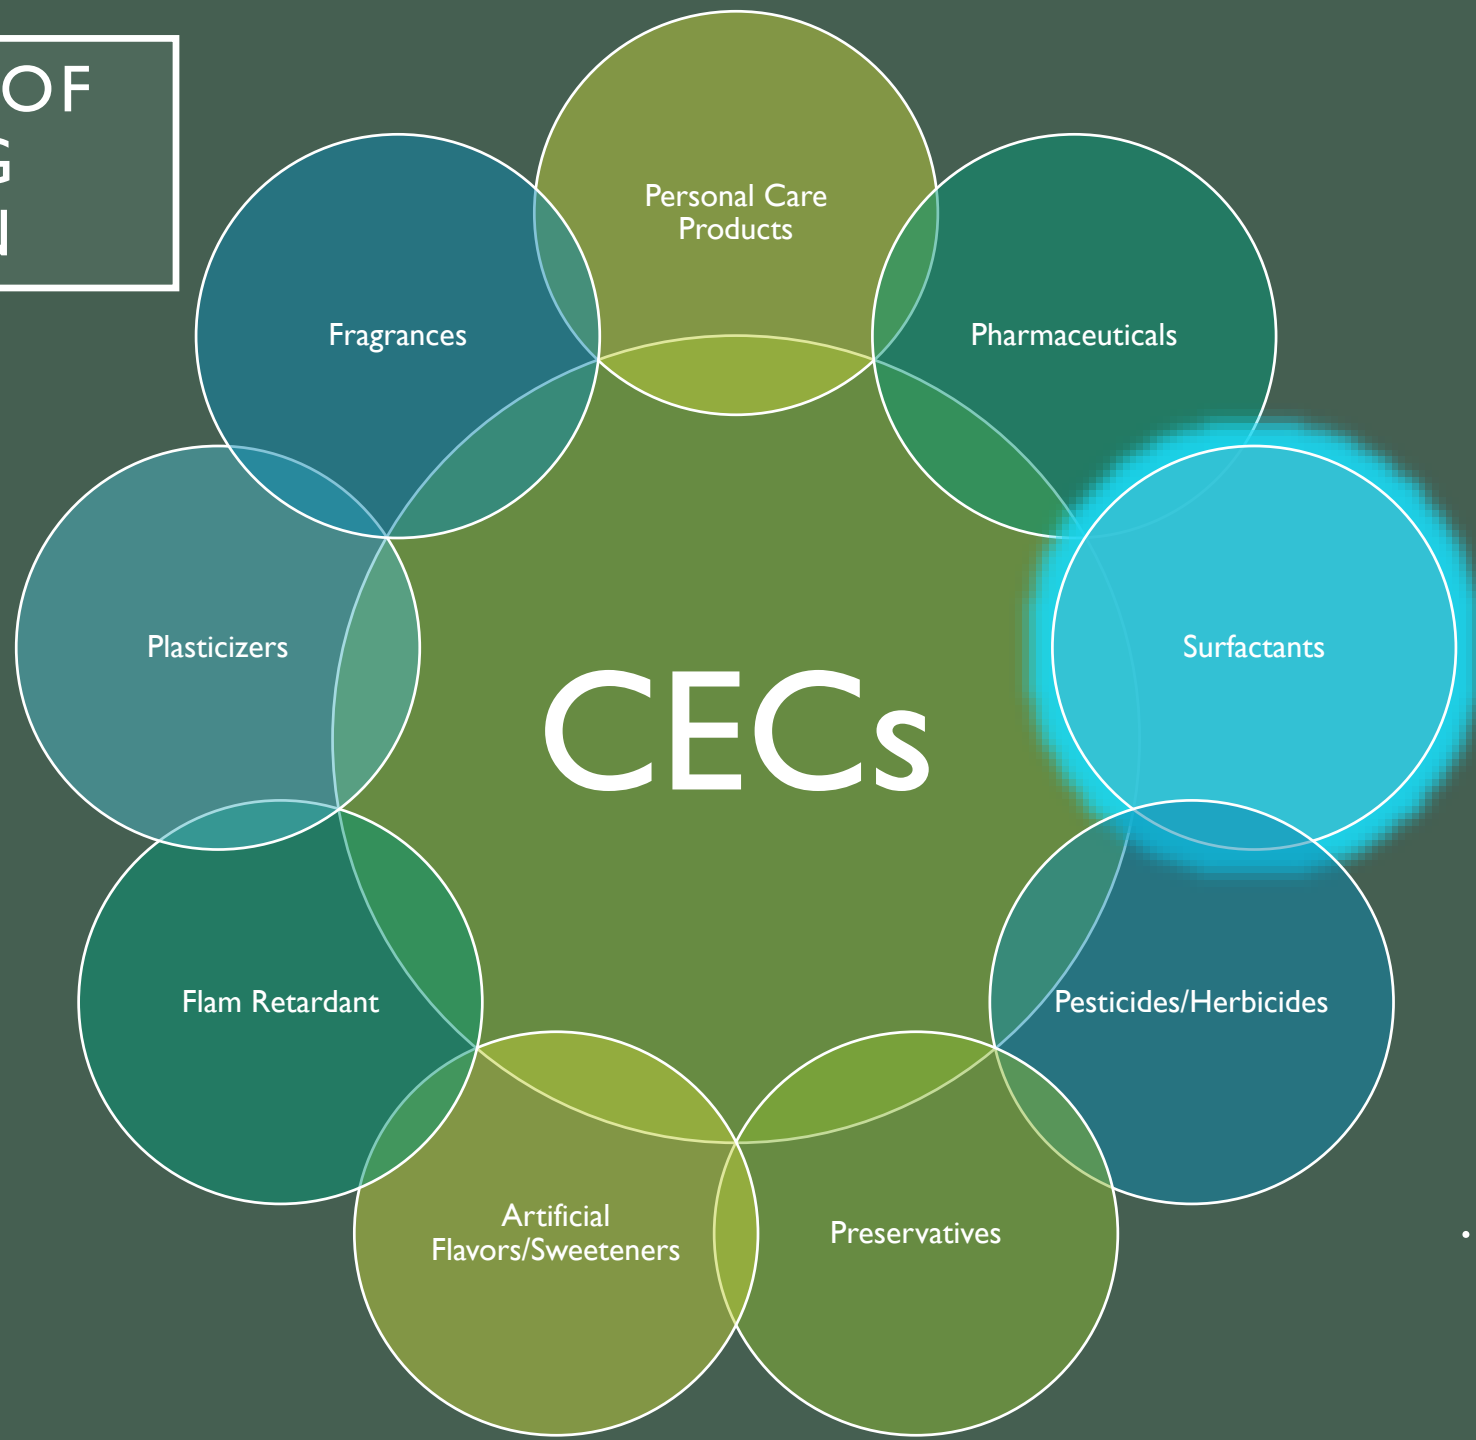 OF
G
N
Personal Care
Products
Fragrances
Pharmaceuticals
Plasticizers
Surfactants
CECs
Flam Retardant
Pesticides/Herbicides
Artificial
Flavors/Sweeteners
Preservatives
.